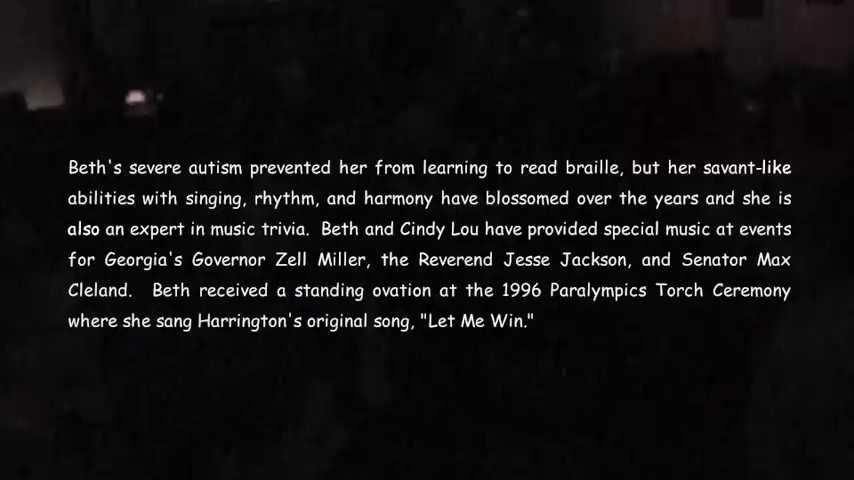 Beth's severe autism prevented her from learning to read braille, but her savant-like
abilities with singing, rhythm, and harmony have blossomed over the years and she is
also an expert in music trivia.  Beth and Cindy Lou have provided special music at events
for Georgia's Governor Zell Miller, the Reverend Jesse Jackson, and Senator Max
Cleland.  Beth received a standing ovation at the 1996 Paralympics Torch Ceremony
where she sang Harrington's original song, "Let Me Win."